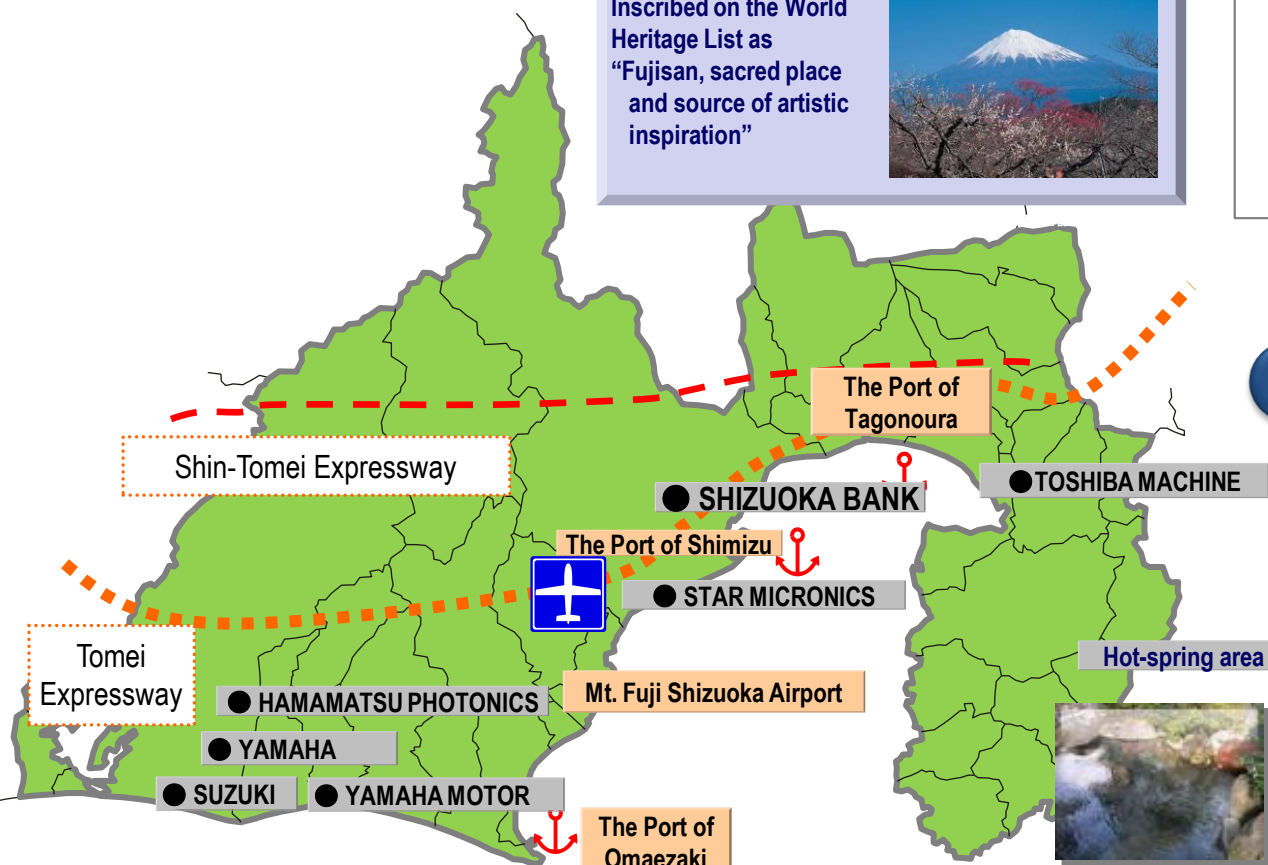 Inscribed on the World
Heritage List as
“Fujisan, sacred place
and source of artistic
inspiration”
The Port of
Tagonoura
Shin-Tomei Expressway
TOSHIBA MACHINE
SHIZUOKA BANK
The Port of Shimizu
STAR MICRONICS
Tomei
Expressway
Hot-spring area
Mt. Fuji Shizuoka Airport
HAMAMATSU PHOTONICS
YAMAHA
SUZUKI
YAMAHA MOTOR
The Port of
Omaezaki